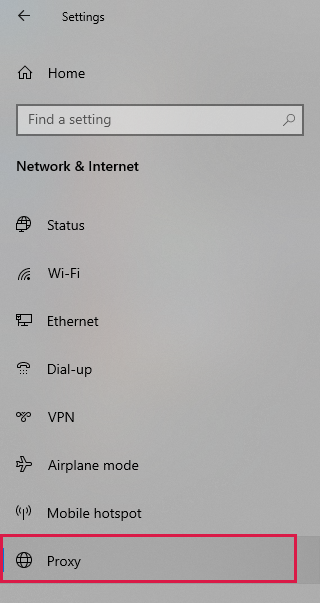 Settings
Home
Find a setting
Network & Internet
Status
Wi-Fi
Ethernet
Dial-up
VPN
Airplane mode
Mobile hotspot
Proxy